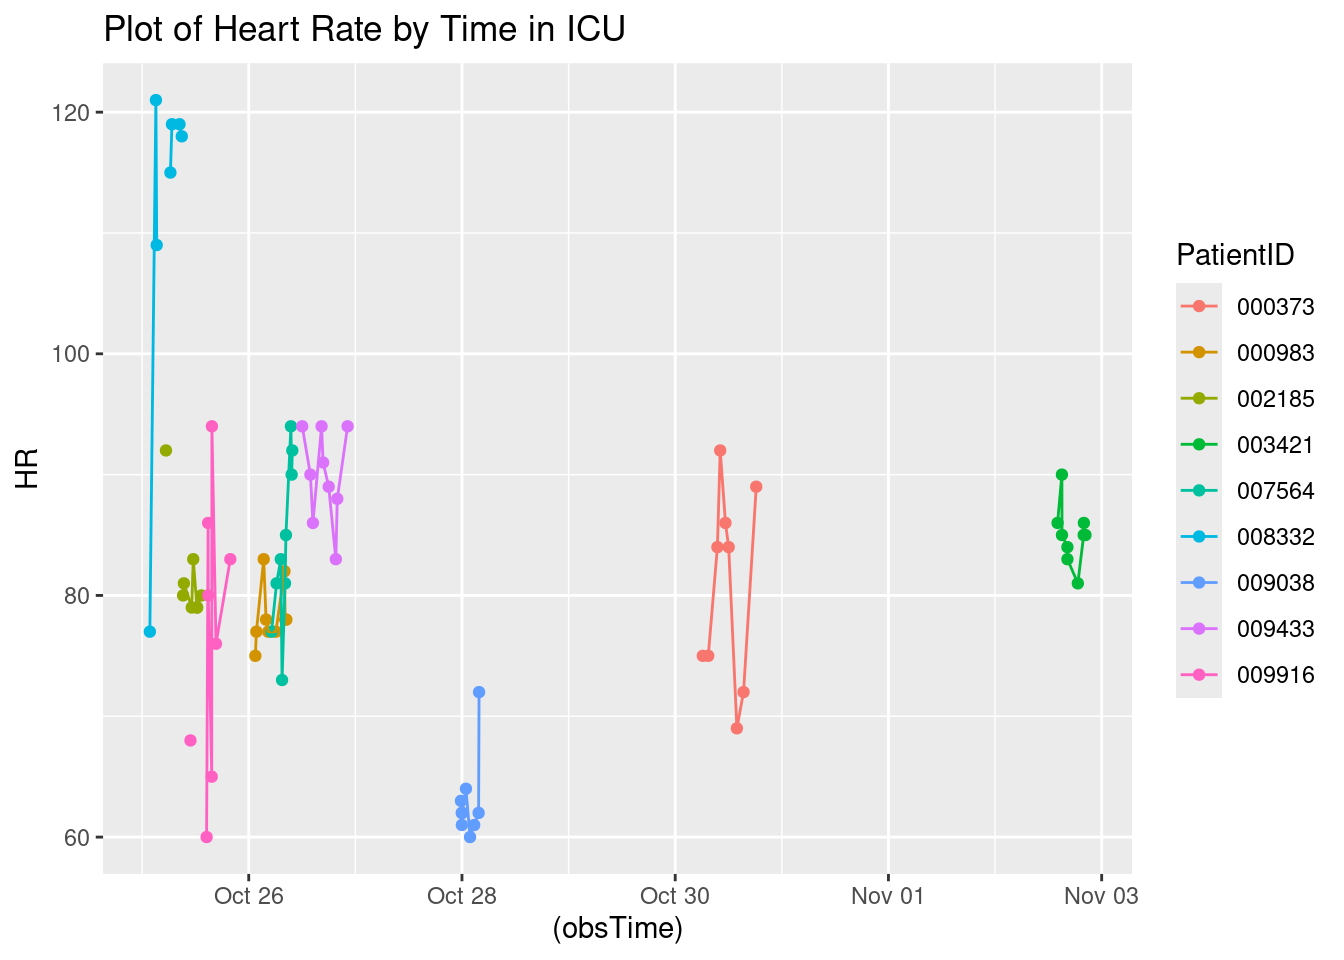 Plot of Heart Rate by Time in ICU
120
100
80
60
HR
Oct 26
Oct 28
Oct 30
Nov 01
Nov 03
(obsTime)
PatientID
000373
000983
002185
003421
007564
008332
009038
009433
009916